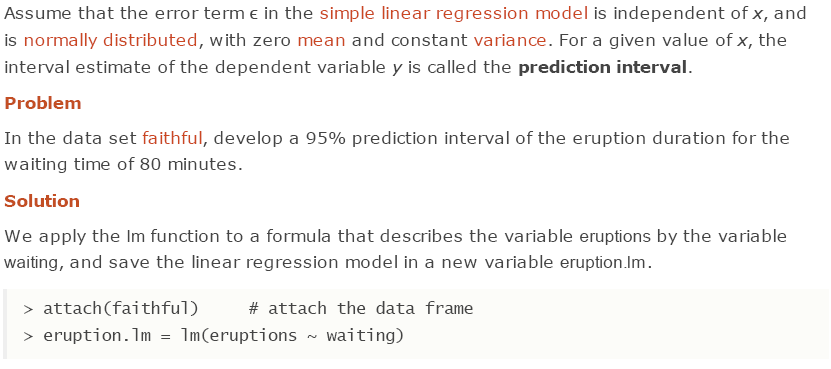 Assume that the error term ϵ in the simple linear regression model is independent of x, and
is normally distributed, with zero mean and constant variance. For a given value of x, the
interval estimate of the dependent variable y is called the prediction interval.
Problem
In the data set faithful, develop a 95% prediction interval of the eruption duration for the
waiting time of 80 minutes.
Solution
We apply the lm function to a formula that describes the variable eruptions by the variable
waiting, and save the linear regression model in a new variable eruption.lm.
> attach(faithful)     # attach the data frame
> eruption.lm = lm(eruptions ~ waiting)